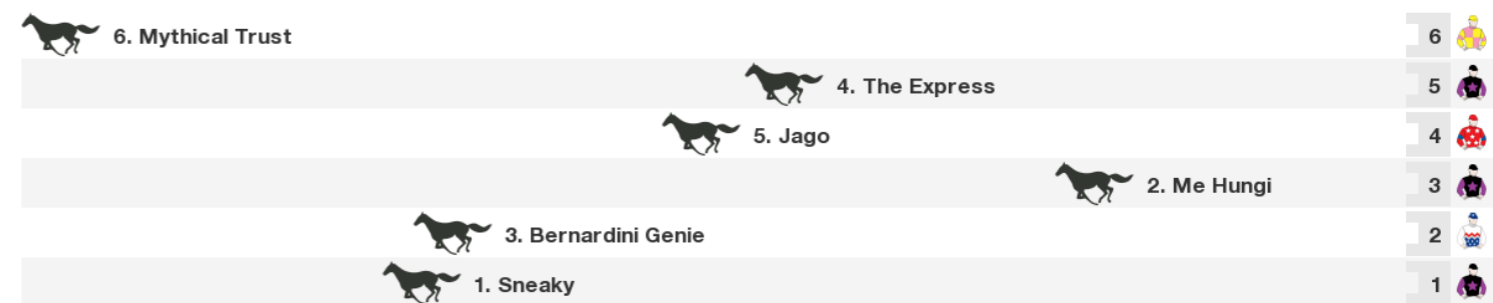 6. Mythical Trust 6
4. The Express 5
5. Jago 4
2. Me Hungi 3
3. Bernardini Genie 2
1. Sneaky 1